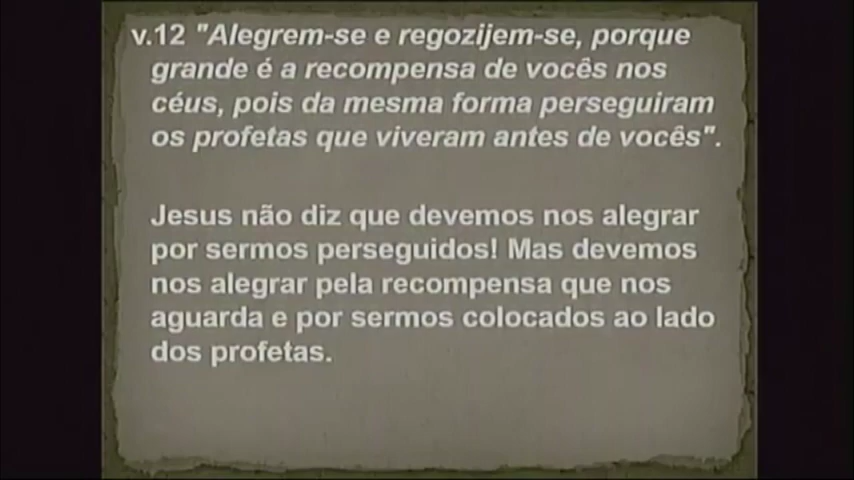 v.12 "Alegrem-se e regozijem-se, porque
grande é a recompensa de vocês nos
céus, pois da mesma forma perseguiram
os profetas que viveram antes de vocês".
Jesus não diz que devemos nos alegrar
por sermos perseguidos! Mas devemos
nos alegrar pela recompensa que nos
aguarda e por sermos colocados ao lado
dos profetas.